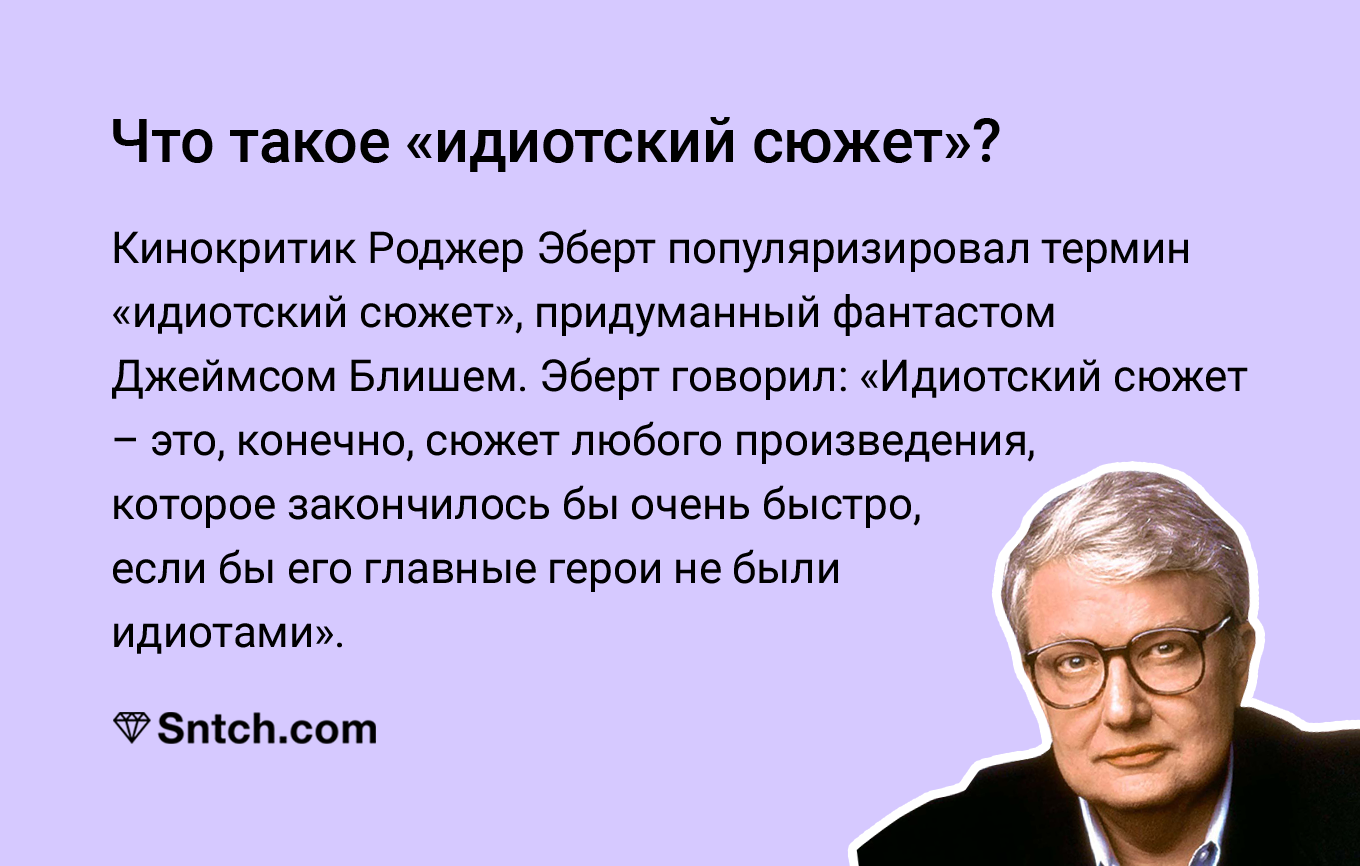 Что такое «идиотский сюжет»?
Кинокритик Роджер Эберт популяризировал термин
«идиотский сюжет», придуманный фантастом
Джеймсом Блишем. Эберт говорил: «Идиотский сюжет
– это, конечно, сюжет любого произведения,
которое закончилось бы очень быстро,
если бы его главные герои не были
идиотами».
Sntch.com